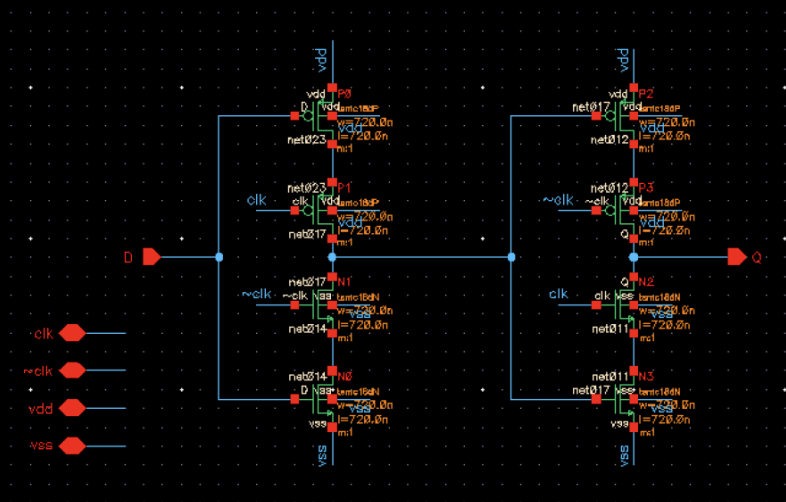 vdd
vdd
vdd P0
D vdd tsmc18dP
w=720.0n
vdd
l=720.0n
net023 m:1
vdd P2
net017 vdd tsmc18dP
w=720.0n
vdd
l=720.0n
net012 m:1
net023 P1
clk clk vdd tsmc18dP
w=720.0n
vdd
l=720.0n
net017 m:1
net012 P3
~clk ~clk vdd tsmc18dP
w=720.0n
vdd
l=720.0n
Q m:1
D
Q
net017 N1
~clk ~clk vss tsmc18dN
w=720.0n
vss
l=720.0n
net014 m:1
Q N2
clk clk vss tsmc18dN
w=720.0n
vss
l=720.0n
net011 m:1
clk
~clk
vdd
vss
net014 N0
D vss tsmc18dN
w=720.0n
vss
l=720.0n
vss m:1
net011 N3
net017 vss tsmc18dN
w=720.0n
vss
l=720.0n
vss m:1
vss
vss